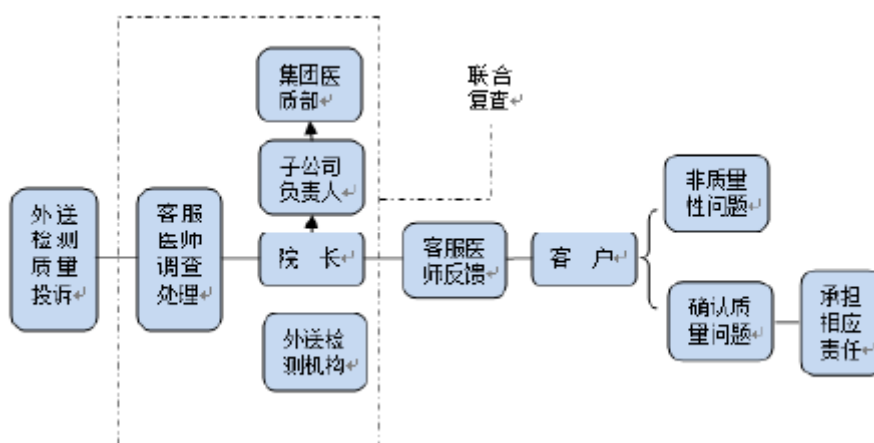 集团医
质部
联合
复查
子公司
负责人
外送
检测
质量
投诉
客服
医师
调查
处理
院 长
外送检
测机构
客服医
师反馈
客 户
非质量
性问题
确认质
量问题
承担
相应
责任